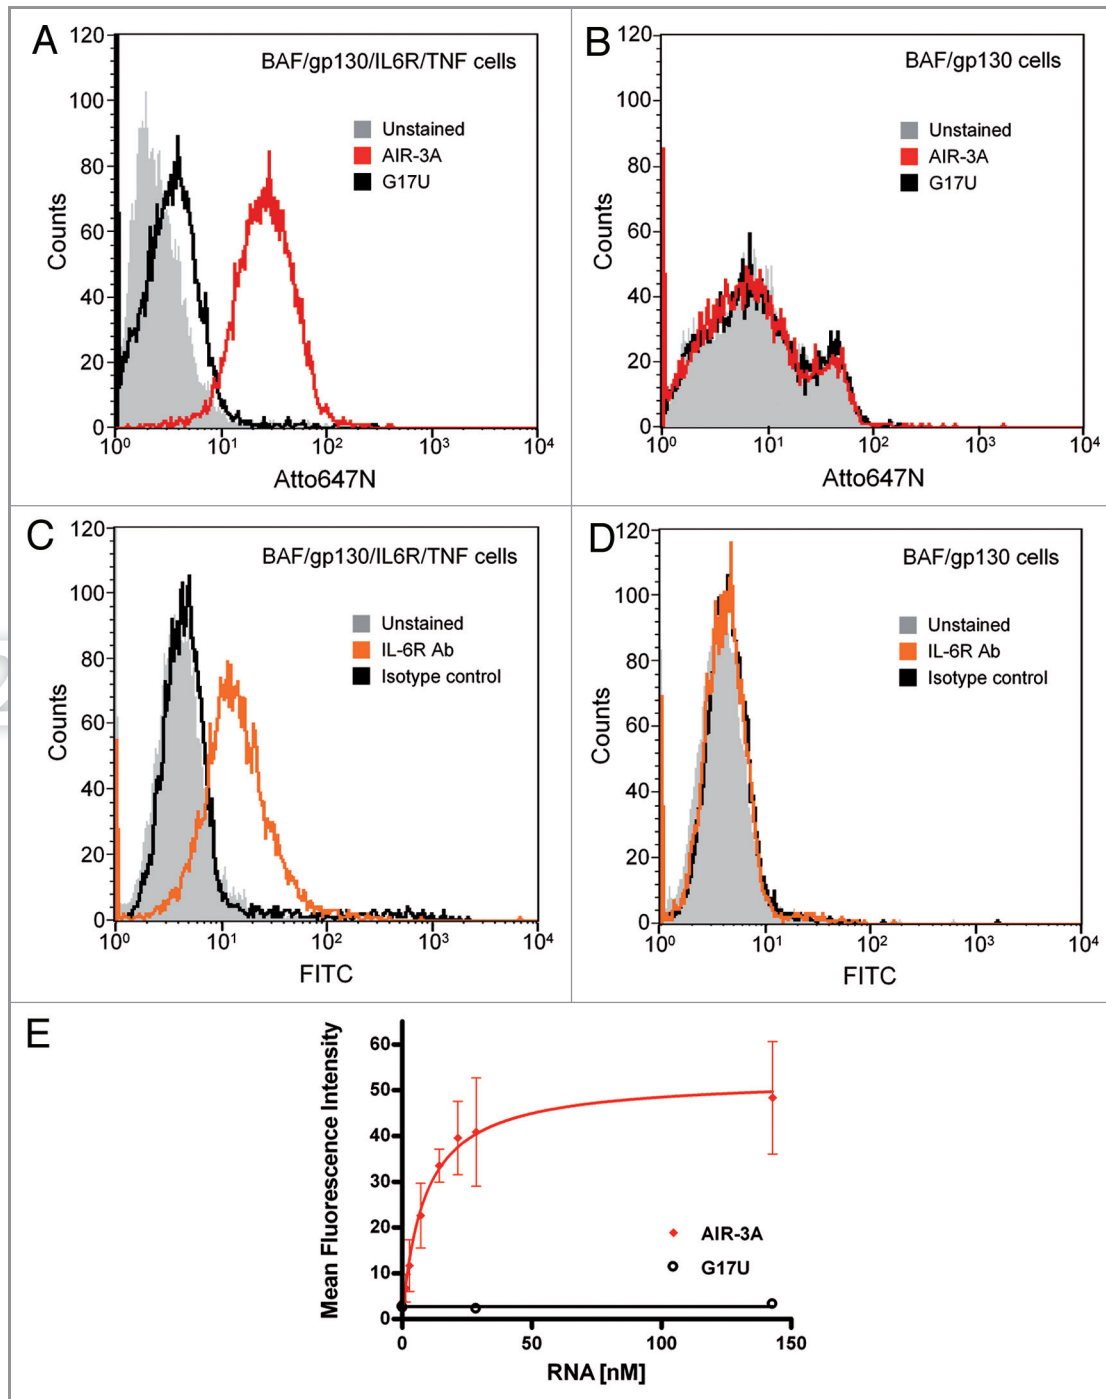 A
BAF/gp130/IL6R/TNF cells
Unstained
AIR-3A
G17U
Counts
120
100
80
60
40
20
0
10⁰ 10¹ 10² 10³ 10⁴
Atto647N
B
BAF/gp130 cells
Unstained
AIR-3A
G17U
Counts
120
100
80
60
40
20
0
10⁰ 10¹ 10² 10³ 10⁴
Atto647N
C
BAF/gp130/IL6R/TNF cells
Unstained
IL-6R Ab
Isotype control
Counts
120
100
80
60
40
20
0
10⁰ 10¹ 10² 10³ 10⁴
FITC
D
BAF/gp130 cells
Unstained
IL-6R Ab
Isotype control
Counts
120
100
80
60
40
20
0
10⁰ 10¹ 10² 10³ 10⁴
FITC
E
Mean Fluorescence Intensity
60
50
40
30
20
10
0
AIR-3A
G17U
0 50 100 150
RNA [nM]